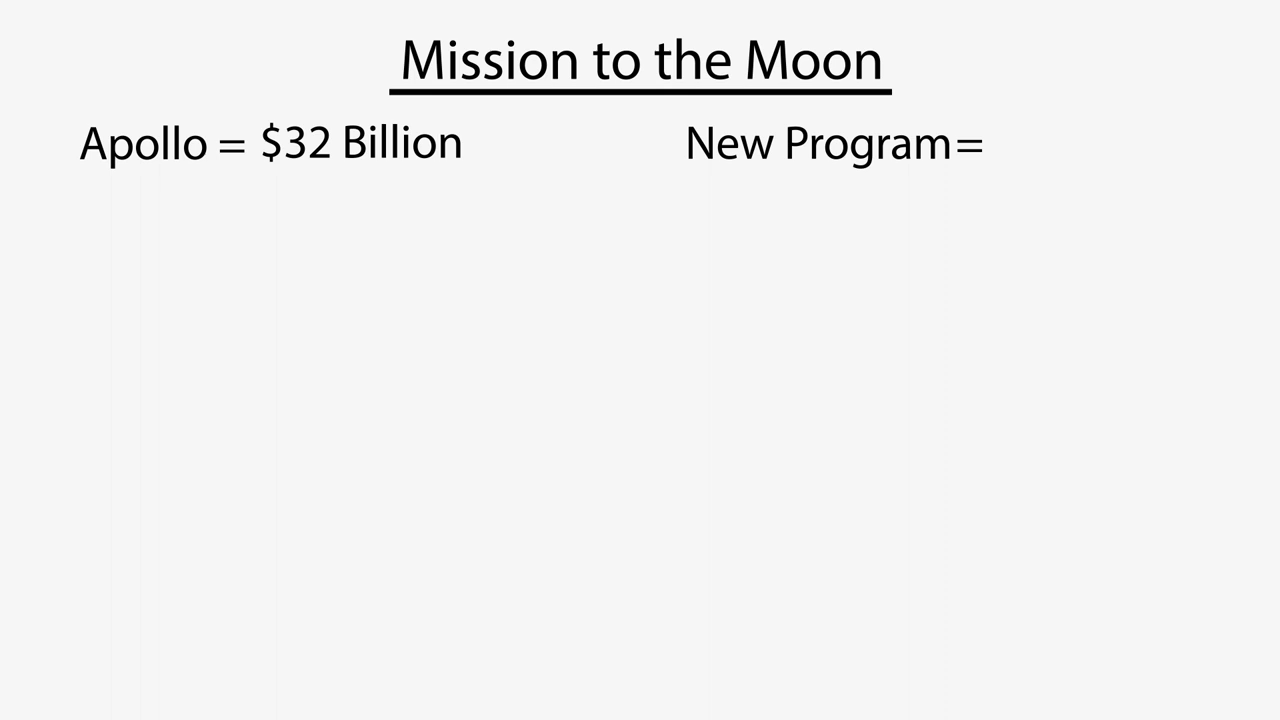 Mission to the Moon
Apollo = $32 Billion
New Program=